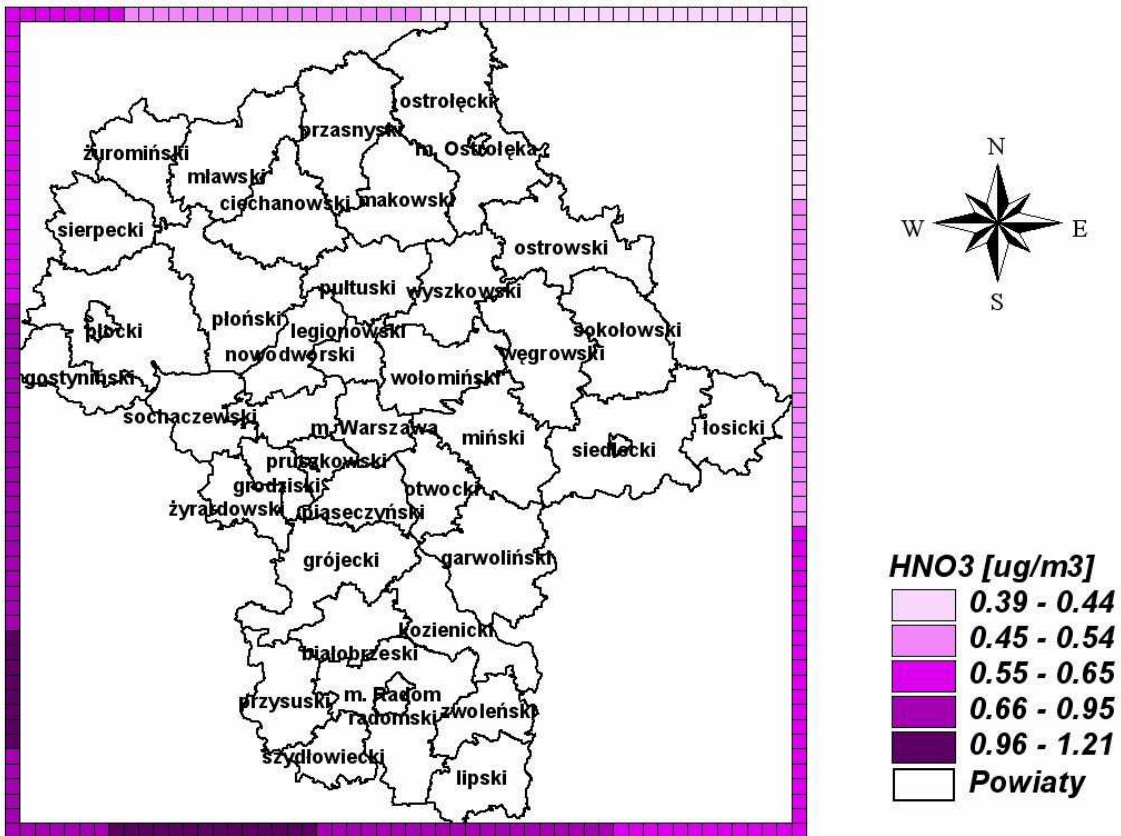 ostrołęcki
przasnyski
m. Ostrołęka
żuromiński
mławski
ciechanowski
makowski
sierpecki
ostrowski
pułtuski
wyszkowski
płoński
legionowski
sokołowski
płocki
nowodworski
węgrowski
gostyniński
wołomiński
sochaczewski
m. Warszawa
miński
siedlecki
łosicki
pruszkowiski
grodziski
otwocki
żyrardowski
piaseczyński
grójecki
garwoliński
kozienicki
białobrzeski
przysuski
m. Radom
radomski
zwoleński
szydłowiecki
lipski
N
W
E
S
HNO3 [ug/m3]
0.39 - 0.44
0.45 - 0.54
0.55 - 0.65
0.66 - 0.95
0.96 - 1.21
Powiaty